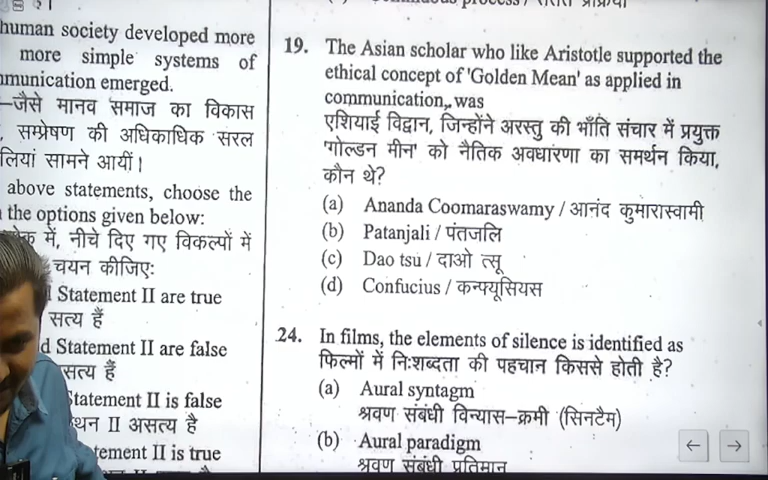 human society developed more
more simple systems of
emerged.
मानव समाज का विकास
सम्प्रेषण की अधिकाधिक सरल
सामने आयीं।
above statements, choose the
the options given below:
में, नीचे दिए गए विकल्पों में
चयन कीजिए:
Statement II are true
सत्य हैं
Statement II are false
सत्य हैं
Statement II is false
II असत्य है
II is true
19. The Asian scholar who like Aristotle supported the
ethical concept of 'Golden Mean' as applied in
communication, was
एशियाई विद्वान, जिन्होंने अरस्तु की भाँति संचार में प्रयुक्त
'गोल्डन मीन' को नैतिक अवधारणा का समर्थन किया,
कौन थे?
(a) Ananda Coomaraswamy / आनंद कुमारास्वामी
(b) Patanjali / पंतजलि
(c) Dao tsu / दाओ त्सू
(d) Confucius / कन्फ्यूसियस
24. In films, the elements of silence is identified as
फिल्मों में निःशब्दता की पहचान किससे होती है?
(a) Aural syntagm
श्रवण संबंधी विन्यास-क्रमी (सिनटैम)
(b) Aural paradigm
श्रवण संबंधी प्रतिमान